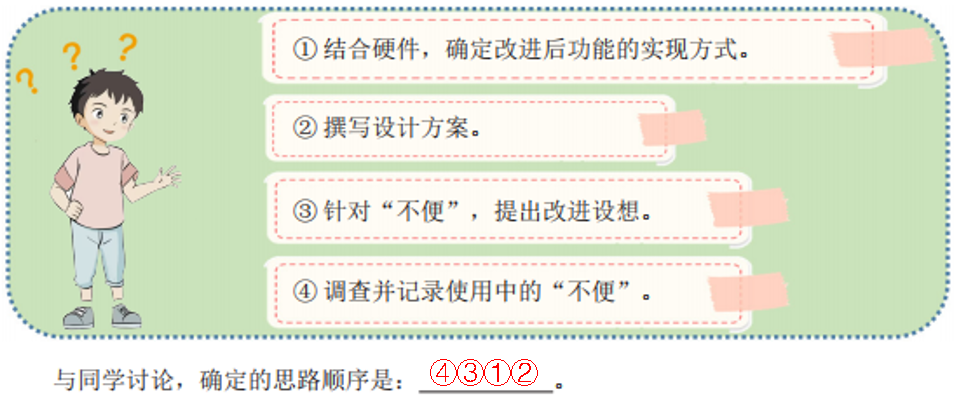 ① 结合硬件，确定改进后功能的实现方式。
② 撰写设计方案。
③ 针对“不便”，提出改进设想。
④ 调查并记录使用中的“不便”。
与同学讨论，确定的思路顺序是：④③①②。